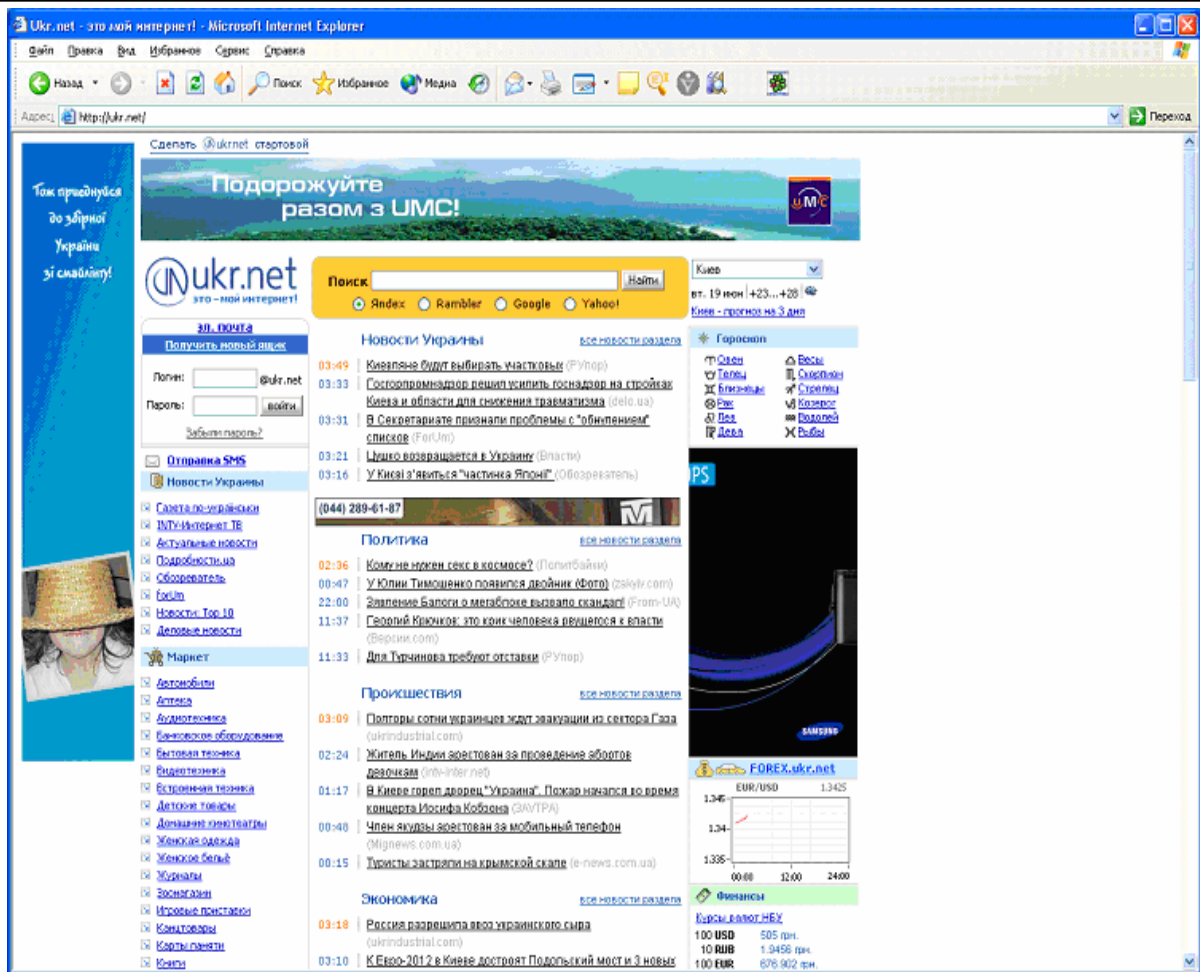 Ukr.net - это мой интернет! - Microsoft Internet Explorer
Файл Правка Вид Избранное Сервис Справка
Назад Поиск Избранное Медиа
Адрес: http://ukr.net/ Переход
Сделать ukr.net стартовой
Тож приєднуйся
до збірної
України
зі смайлінгу!
Подорожуйте
разом з UMC!
UMC
ukr.net
это – мой интернет!
Поиск Найти
Яndex Rambler Google Yahoo!
Киев
вт. 19 июн +23...+28
Киев - прогноз на 3 дня
эл. почта
Получить новый ящик
Логин: @ukr.net
Пароль: войти
Забыли пароль?
Отправка SMS
Новости Украины
Газета по-українськи
INTV-Интернет ТВ
Актуальные новости
Подробности.ua
Обозреватель
forUm
Новости: Top 10
Деловые новости
Маркет
Автомобили
Аптека
Аудиотехника
Банковское оборудование
Бытовая техника
Видеотехника
Встроенная техника
Детские товары
Домашние кинотеатры
Женская одежда
Женское бельё
Журналы
Зоомагазин
Игровые приставки
Канцтовары
Карты памяти
Книги
Новости Украины все новости раздела
03:49 Киевляне будут выбирать участковых (РУпор)
03:33 Госгорпромнадзор решил усилить госнадзор на стройках
Киева и области для снижения травматизма (delo.ua)
03:31 В Секретариате признали проблемы с "обнулением"
списков (ForUm)
03:21 Цушко возвращается в Украину (Власти)
03:16 У Києві з'явиться "частинка Японії" (Обозреватель)
(044) 289-61-87
Политика все новости раздела
02:36 Кому не нужен секс в космосе? (Политбайки)
00:47 У Юлии Тимошенко появился двойник (Фото) (zakyiv.com)
22:00 Заявление Балоги о мегаблоке вызвало скандал! (From-UA)
11:37 Георгий Крючков: это крик человека рвущегося к власти
(Версии.com)
11:33 Для Турчинова требуют отставки (РУпор)
Происшествия все новости раздела
03:09 Полторы сотни украинцев ждут эвакуации из сектора Газа
(ukrindustrial.com)
02:24 Житель Индии арестован за проведение абортов
девочкам (intv-inter.net)
01:17 В Киеве горел дворец "Украина". Пожар начался во время
концерта Иосифа Кобзона (ЗАVТРА)
00:48 Член якудзы арестован за мобильный телефон
(Mignews.com.ua)
00:15 Туристы застряли на крымской скале (e-news.com.ua)
Экономика все новости раздела
03:18 Россия разрешила ввоз украинского сыра
(ukrindustrial.com)
03:10 К Евро-2012 в Киеве достроят Подольский мост и 3 новых
Гороскоп
Овен Весы
Телец Скорпион
Близнецы Стрелец
Рак Козерог
Лев Водолей
Дева Рыбы
IPS
SAMSUNG
FOREX.ukr.net
EUR/USD 1.3425
1.345
1.34
1.335
00:00 12:00 24:00
Финансы
Курсы валют НБУ
100 USD 505 грн.
10 RUB 1.9456 грн.
100 EUR 676.902 грн.